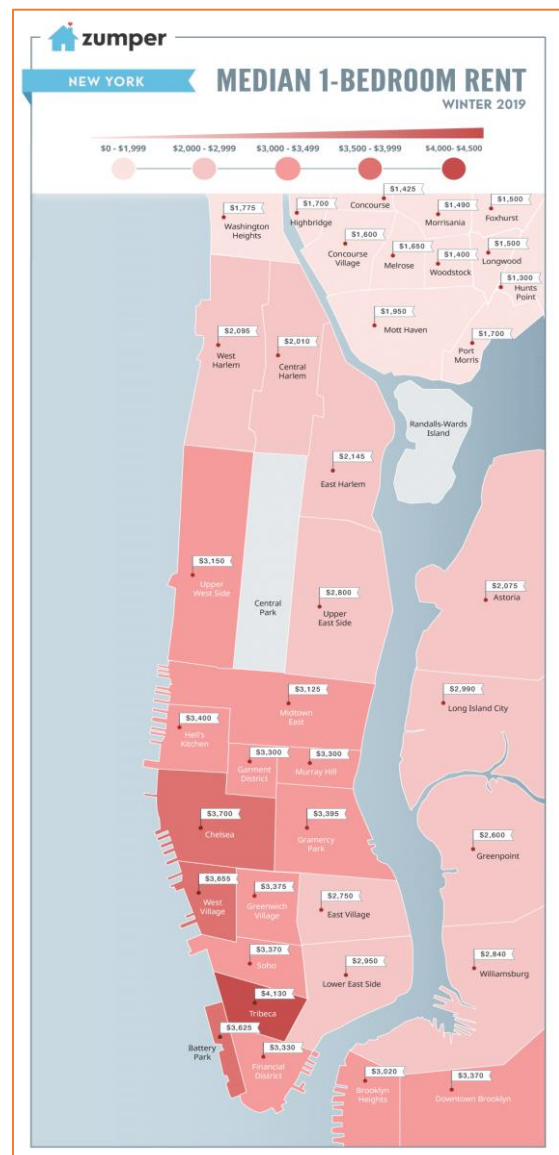 zumper
NEW YORK
MEDIAN 1-BEDROOM RENT
WINTER 2019
$0 - $1,999
$2,000 - $2,999
$3,000 - $3,499
$3,500 - $3,999
$4,000- $4,500
$1,775
Washington
Heights
$1,700
Highbridge
$1,425
Concourse
$1,490
Morrisania
$1,500
Foxhurst
$1,600
Concourse
Village
$1,650
Melrose
$1,400
Woodstock
$1,500
Longwood
$1,300
Hunts
Point
$1,950
Mott Haven
$1,700
Port
Morris
$2,095
West
Harlem
$2,010
Central
Harlem
Randalls-Wards
Island
$2,145
East Harlem
$3,150
Upper
West Side
Central
Park
$2,800
Upper
East Side
$2,075
Astoria
$3,125
Midtown
East
$2,990
Long Island City
$3,400
Hell's
Kitchen
$3,300
Garment
District
$3,300
Murray Hill
$3,700
Chelsea
$3,395
Gramercy
Park
$2,600
Greenpoint
$3,655
West
Village
$3,375
Greenwich
Village
$2,750
East Village
$3,370
Soho
$2,950
Lower East Side
$2,840
Williamsburg
$4,130
Tribeca
$3,625
Battery
Park
$3,330
Financial
District
$3,020
Brooklyn
Heights
$3,370
Downtown Brooklyn